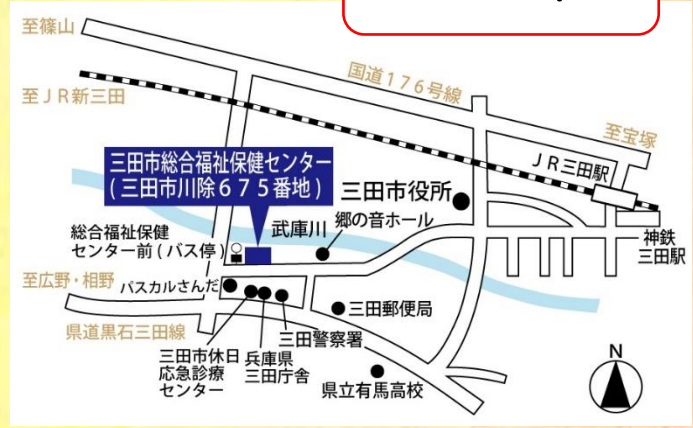 至篠山
国道176号線
至JR新三田
至宝塚
JR三田駅
三田市総合福祉保健センター
(三田市川除675番地)
三田市役所
武庫川
郷の音ホール
総合福祉保健
センター前(バス停)
神鉄
三田駅
至広野・相野
パスカルさんだ
三田郵便局
県道黒石三田線
三田警察署
三田市休日
応急診療
センター
兵庫県
三田庁舎
県立有馬高校
N